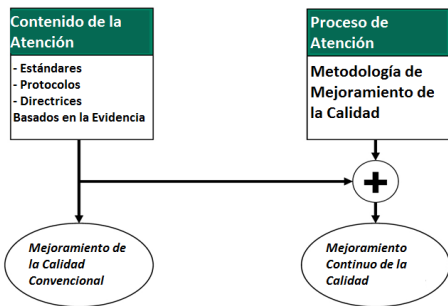 Contenido de la
Atención
- Estándares
- Protocolos
- Directrices
Basados en la Evidencia
Proceso de
Atención
Metodología de
Mejoramiento de
la Calidad
+
Mejoramiento de
la Calidad
Convencional
Mejoramiento
Continuo de la
Calidad